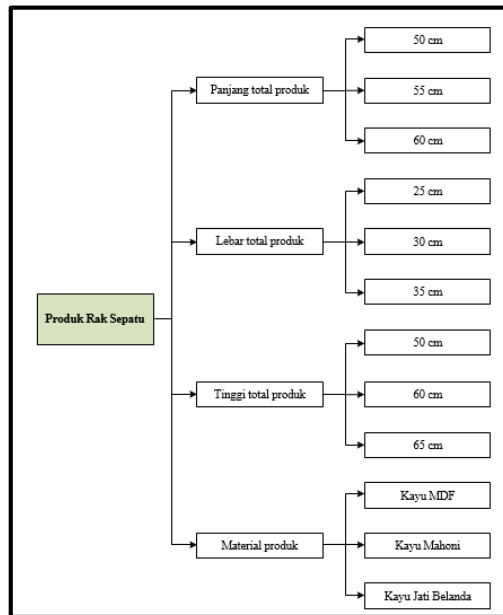 Produk Rak Sepatu
Panjang total produk
50 cm
55 cm
60 cm
Lebar total produk
25 cm
30 cm
35 cm
Tinggi total produk
50 cm
60 cm
65 cm
Material produk
Kayu MDF
Kayu Mahoni
Kayu Jati Belanda